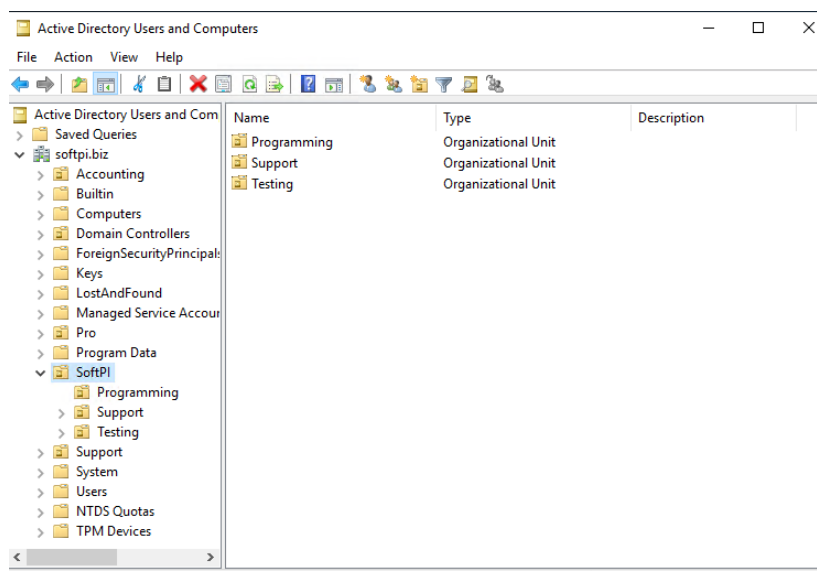 Active Directory Users and Computers
File Action View Help
Active Directory Users and Com
Saved Queries
softpi.biz
Accounting
Builtin
Computers
Domain Controllers
ForeignSecurityPrincipals
Keys
LostAndFound
Managed Service Accour
Pro
Program Data
SoftPI
Programming
Support
Testing
Support
System
Users
NTDS Quotas
TPM Devices
Name Type Description
Programming Organizational Unit
Support Organizational Unit
Testing Organizational Unit